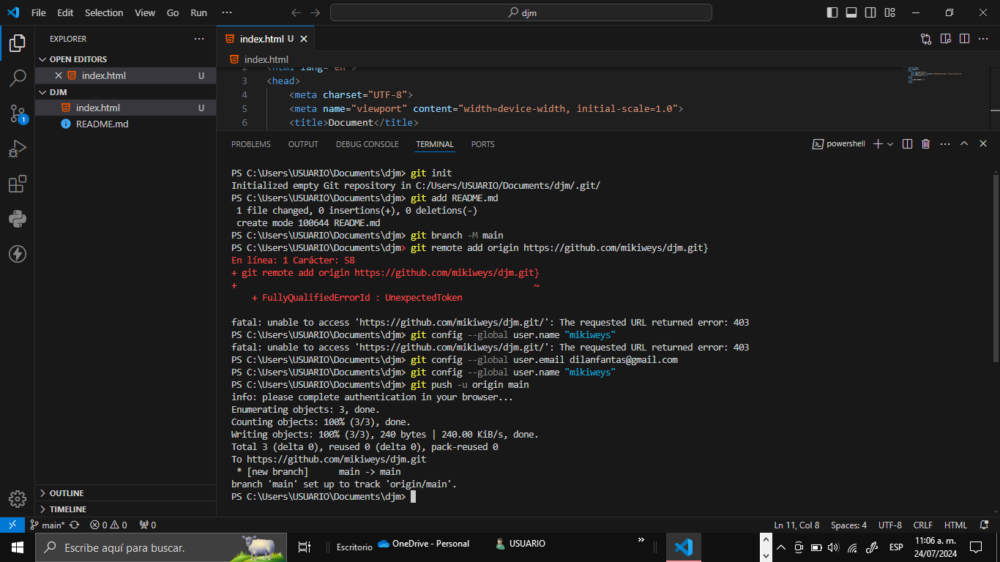 File Edit Selection View Go Run ··· djm
EXPLORER
OPEN EDITORS
index.html U
DJM
index.html U
README.md
1
OUTLINE
TIMELINE
index.html U
index.html
2 <html lang="en">
3 <head>
4 <meta charset="UTF-8">
5 <meta name="viewport" content="width=device-width, initial-scale=1.0">
6 <title>Document</title>
PROBLEMS OUTPUT DEBUG CONSOLE TERMINAL PORTS powershell
PS C:\Users\USUARIO\Documents\djm> git init
Initialized empty Git repository in C:/Users/USUARIO/Documents/djm/.git/
PS C:\Users\USUARIO\Documents\djm> git add README.md
1 file changed, 0 insertions(+), 0 deletions(-)
create mode 100644 README.md
PS C:\Users\USUARIO\Documents\djm> git branch -M main
PS C:\Users\USUARIO\Documents\djm> git remote add origin https://github.com/mikiweys/djm.git}
En línea: 1 Carácter: 58
+ git remote add origin https://github.com/mikiweys/djm.git}
+ ~
+ FullyQualifiedErrorId : UnexpectedToken
fatal: unable to access 'https://github.com/mikiweys/djm.git/': The requested URL returned error: 403
PS C:\Users\USUARIO\Documents\djm> git config --global user.name "mikiweys"
fatal: unable to access 'https://github.com/mikiweys/djm.git/': The requested URL returned error: 403
PS C:\Users\USUARIO\Documents\djm> git config --global user.email dilanfantas@gmail.com
PS C:\Users\USUARIO\Documents\djm> git config --global user.name "mikiweys"
PS C:\Users\USUARIO\Documents\djm> git push -u origin main
info: please complete authentication in your browser...
Enumerating objects: 3, done.
Counting objects: 100% (3/3), done.
Writing objects: 100% (3/3), 240 bytes | 240.00 KiB/s, done.
Total 3 (delta 0), reused 0 (delta 0), pack-reused 0
To https://github.com/mikiweys/djm.git
* [new branch] main -> main
branch 'main' set up to track 'origin/main'.
PS C:\Users\USUARIO\Documents\djm>
main* 0 0 0 Ln 11, Col 8 Spaces: 4 UTF-8 CRLF HTML
Escribe aquí para buscar. Escritorio OneDrive - Personal USUARIO » ESP 11:06 a. m.
24/07/2024